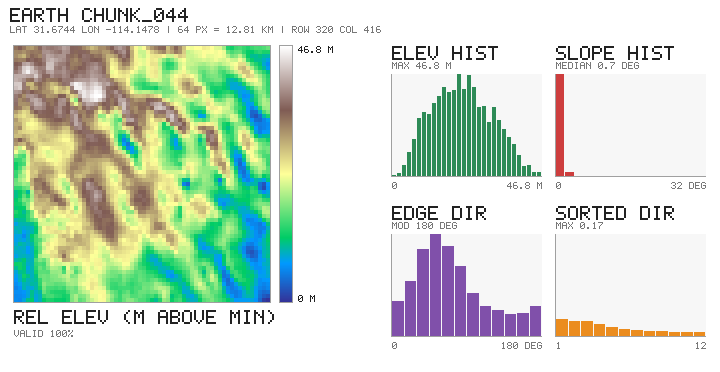 EARTH CHUNK_044
LAT 31.6744 LON -114.1478 | 64 PX = 12.81 KM | ROW 320 COL 416
46.8 M
0 M
REL ELEV (M ABOVE MIN)
VALID 100%
ELEV HIST
MAX 46.8 M
0 46.8 M
SLOPE HIST
MEDIAN 0.7 DEG
0 32 DEG
EDGE DIR
MOD 180 DEG
0 180 DEG
SORTED DIR
MAX 0.17
1 12